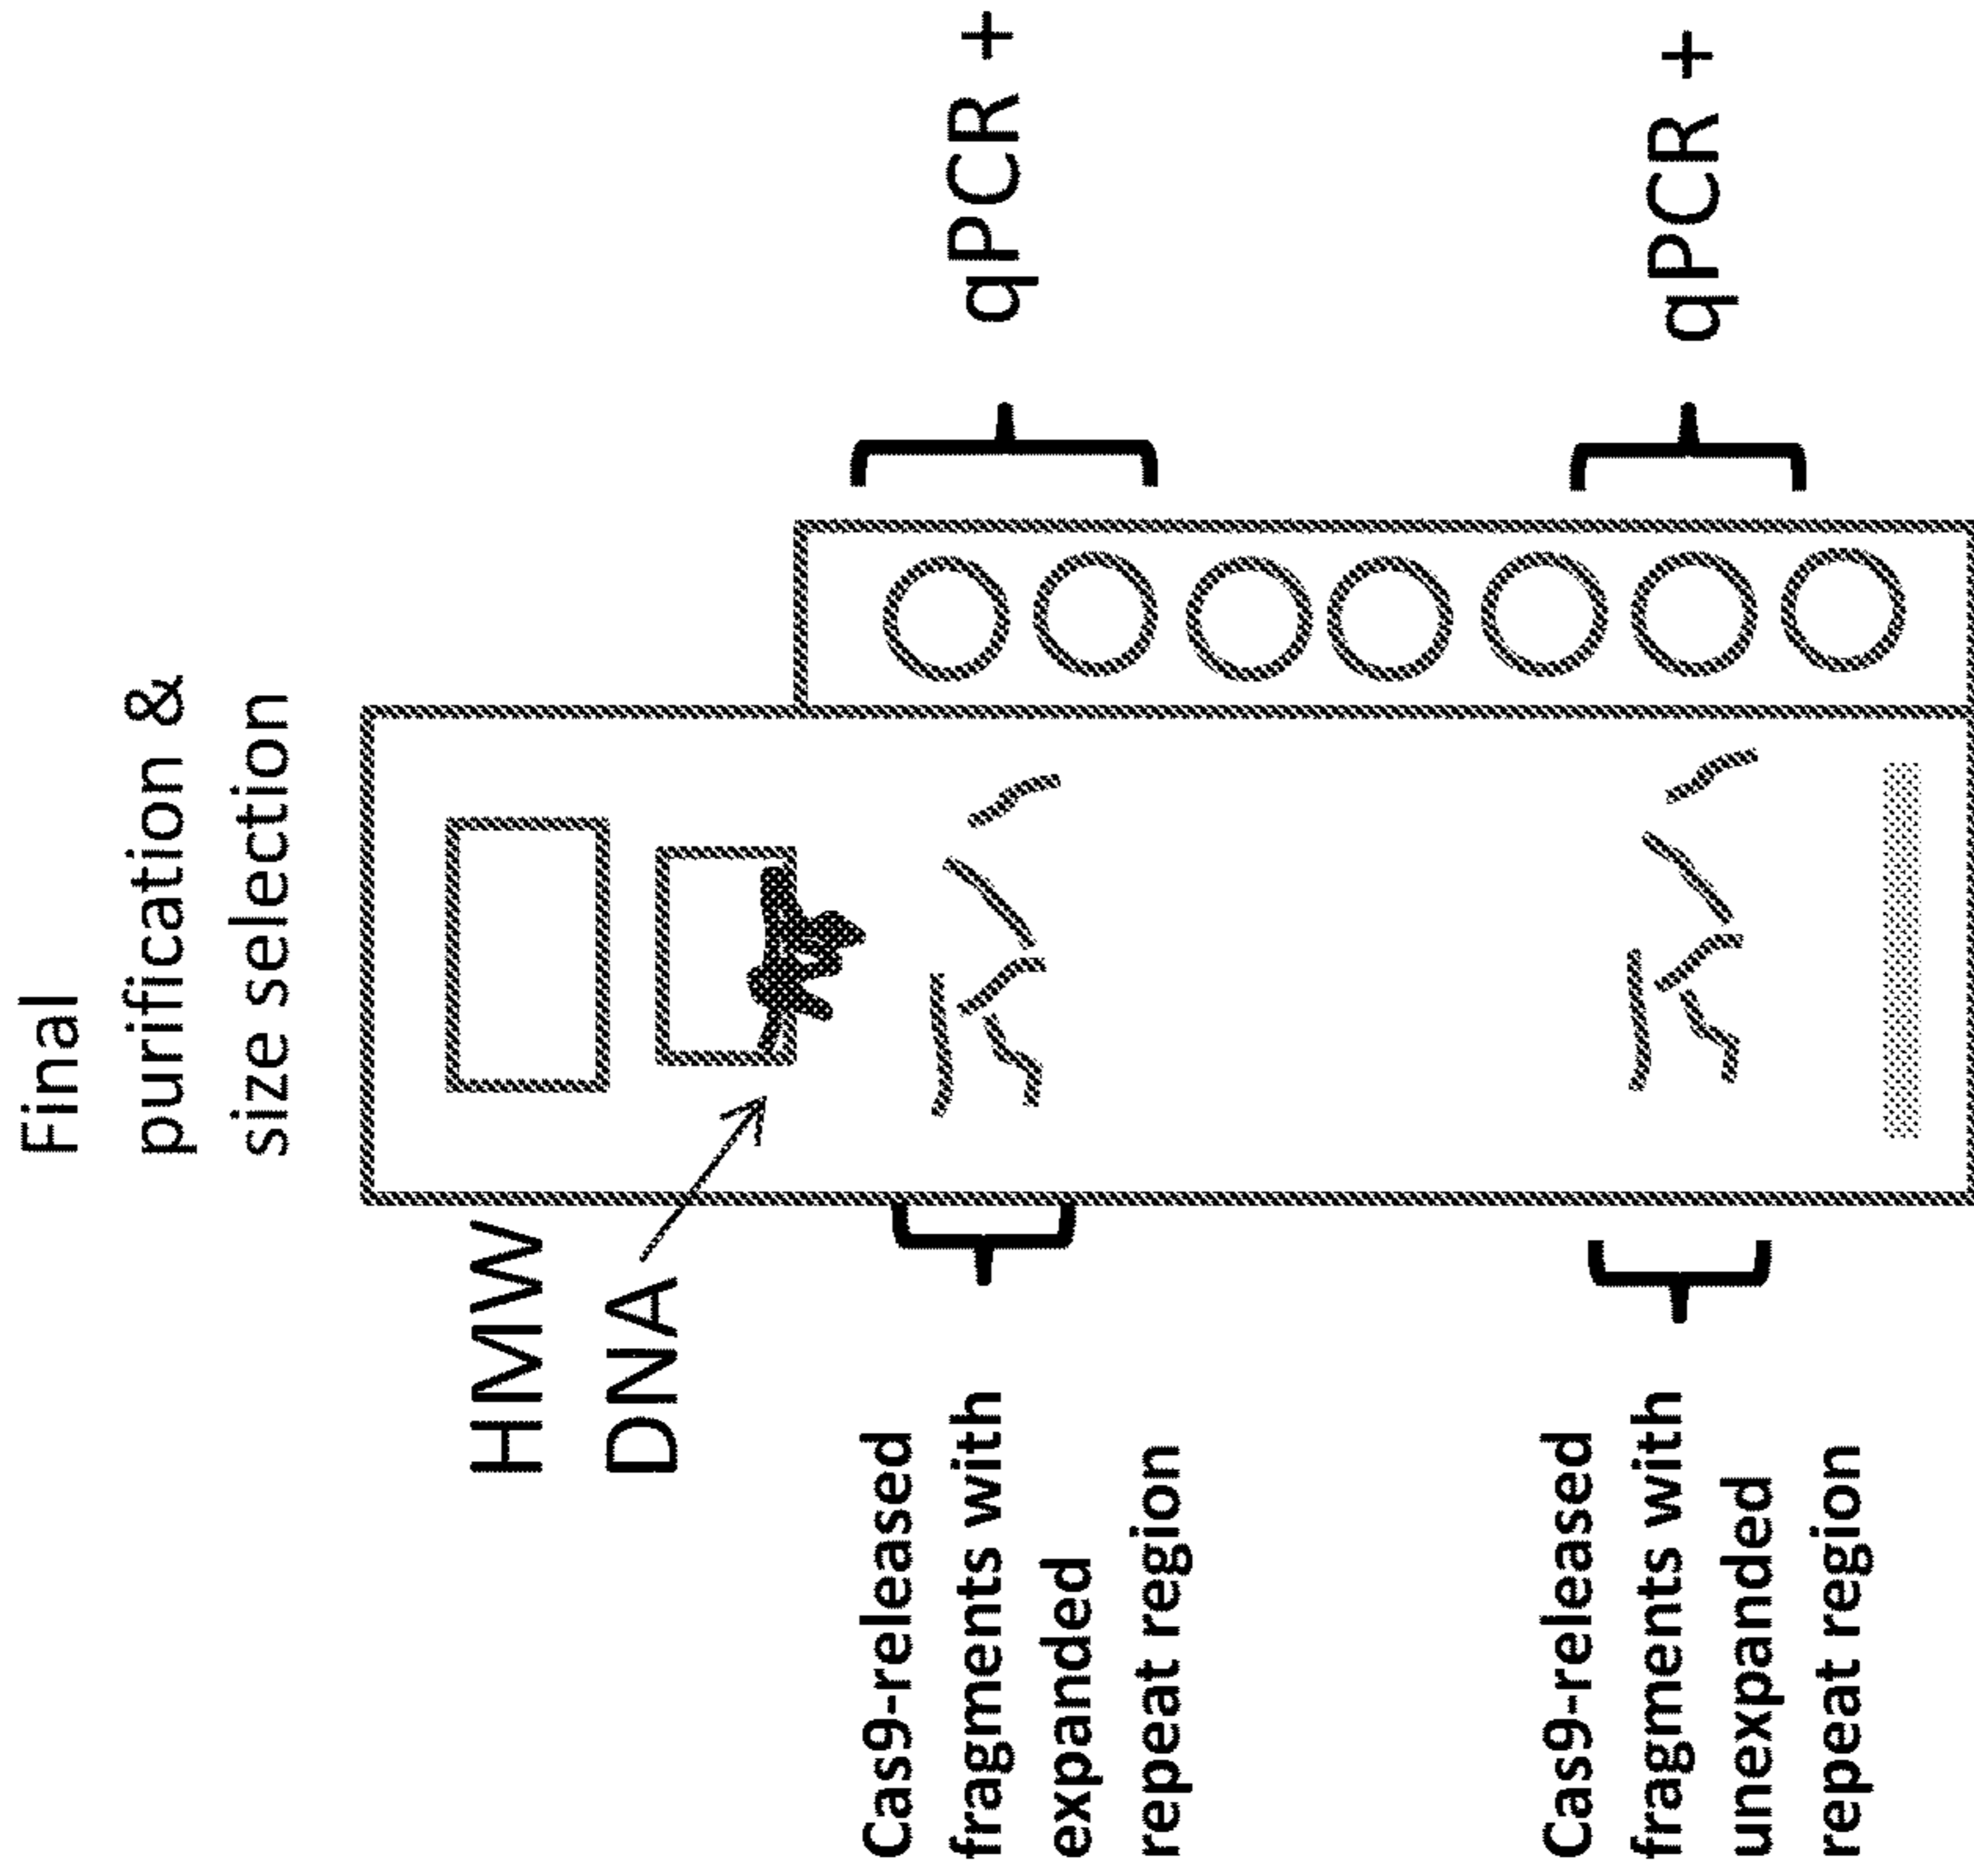 Final
purification &
size selection
HMW
DNA
Cas9-released
fragments with
expanded
repeat region
Cas9-released
fragments with
unexpanded
repeat region
qPCR +
qPCR +